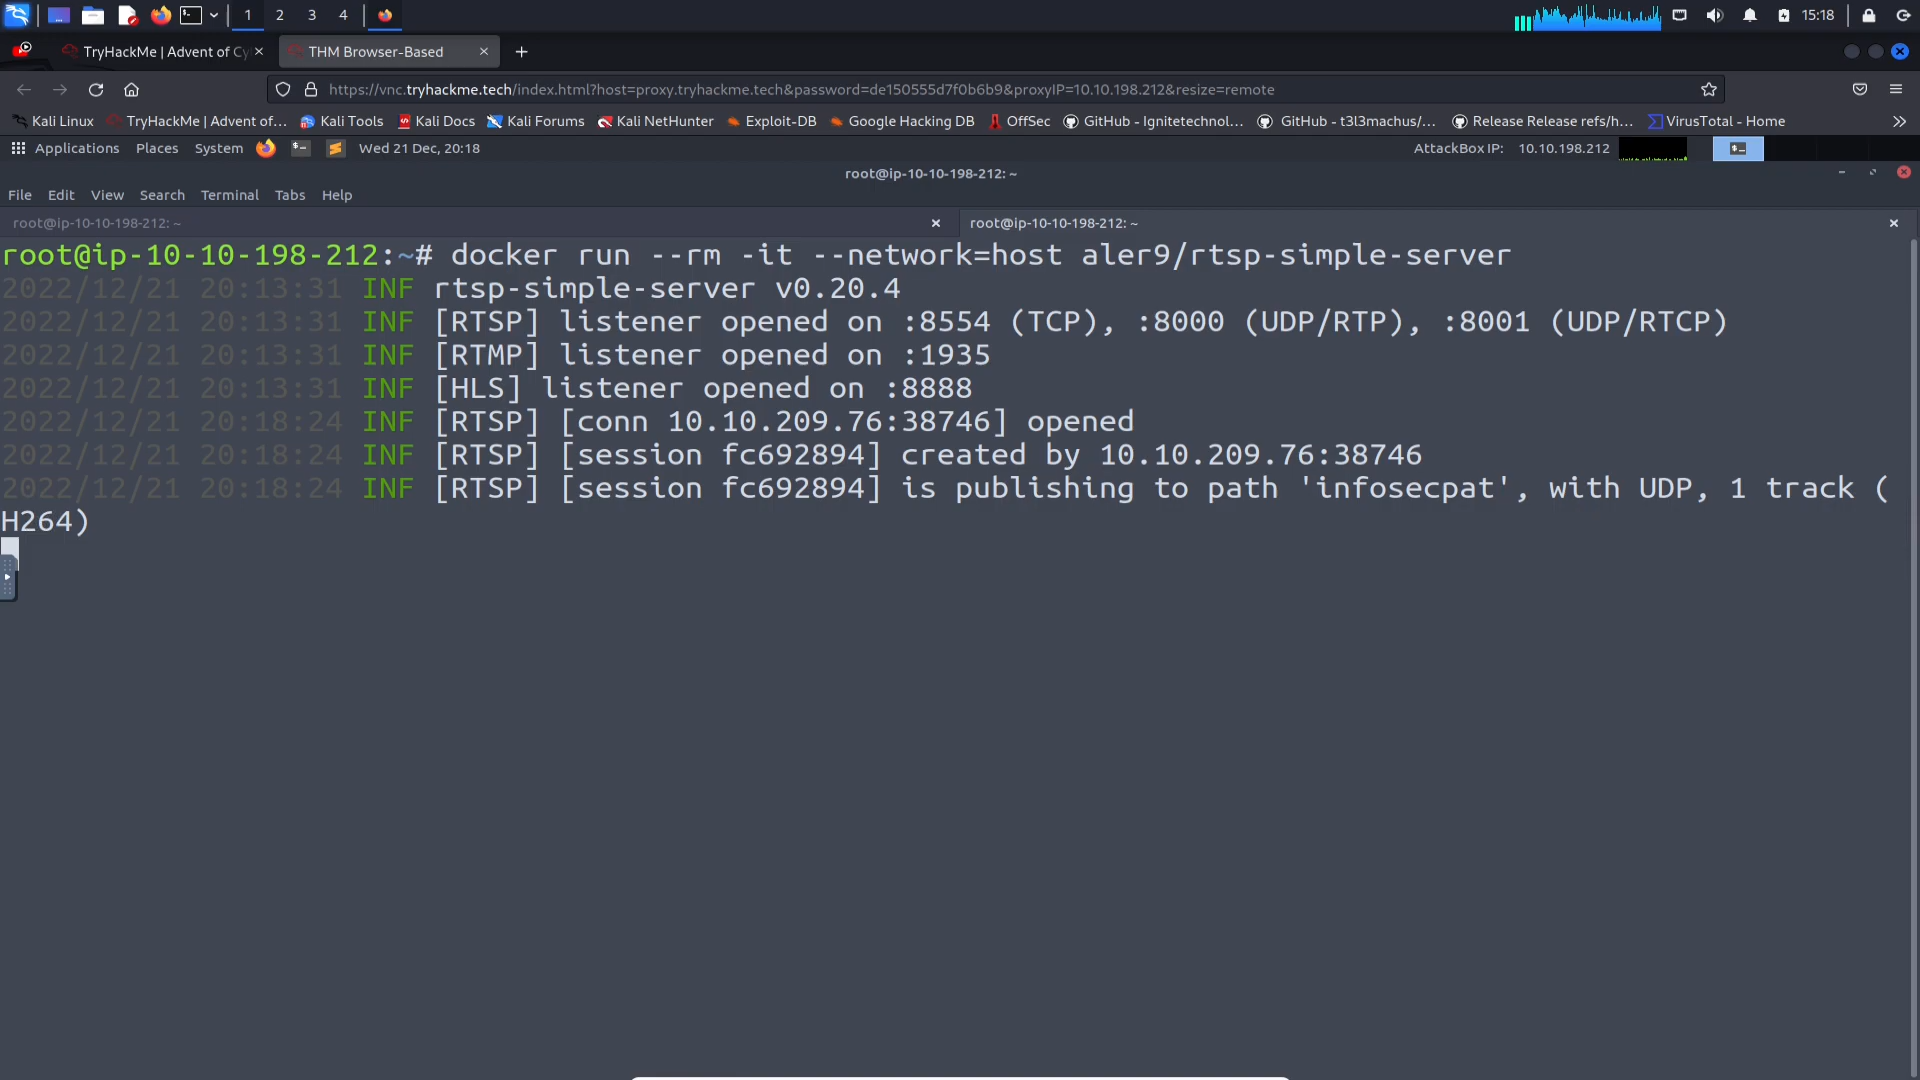 1 2 3 4 15:18
TryHackMe | Advent of Cy THM Browser-Based
https://vnc.tryhackme.tech/index.html?host=proxy.tryhackme.tech&password=de150555d7f0b6b9&proxyIP=10.10.198.212&resize=remote
Kali Linux TryHackMe | Advent of... Kali Tools Kali Docs Kali Forums Kali NetHunter Exploit-DB Google Hacking DB OffSec GitHub - Ignitetechnol... GitHub - t3l3machus/... Release Release refs/h... VirusTotal - Home
Applications Places System Wed 21 Dec, 20:18 AttackBox IP: 10.10.198.212
root@ip-10-10-198-212: ~
File Edit View Search Terminal Tabs Help
root@ip-10-10-198-212: ~ root@ip-10-10-198-212: ~
root@ip-10-10-198-212:~# docker run --rm -it --network=host aler9/rtsp-simple-server
2022/12/21 20:13:31 INF rtsp-simple-server v0.20.4
2022/12/21 20:13:31 INF [RTSP] listener opened on :8554 (TCP), :8000 (UDP/RTP), :8001 (UDP/RTCP)
2022/12/21 20:13:31 INF [RTMP] listener opened on :1935
2022/12/21 20:13:31 INF [HLS] listener opened on :8888
2022/12/21 20:18:24 INF [RTSP] [conn 10.10.209.76:38746] opened
2022/12/21 20:18:24 INF [RTSP] [session fc692894] created by 10.10.209.76:38746
2022/12/21 20:18:24 INF [RTSP] [session fc692894] is publishing to path 'infosecpat', with UDP, 1 track (
H264)